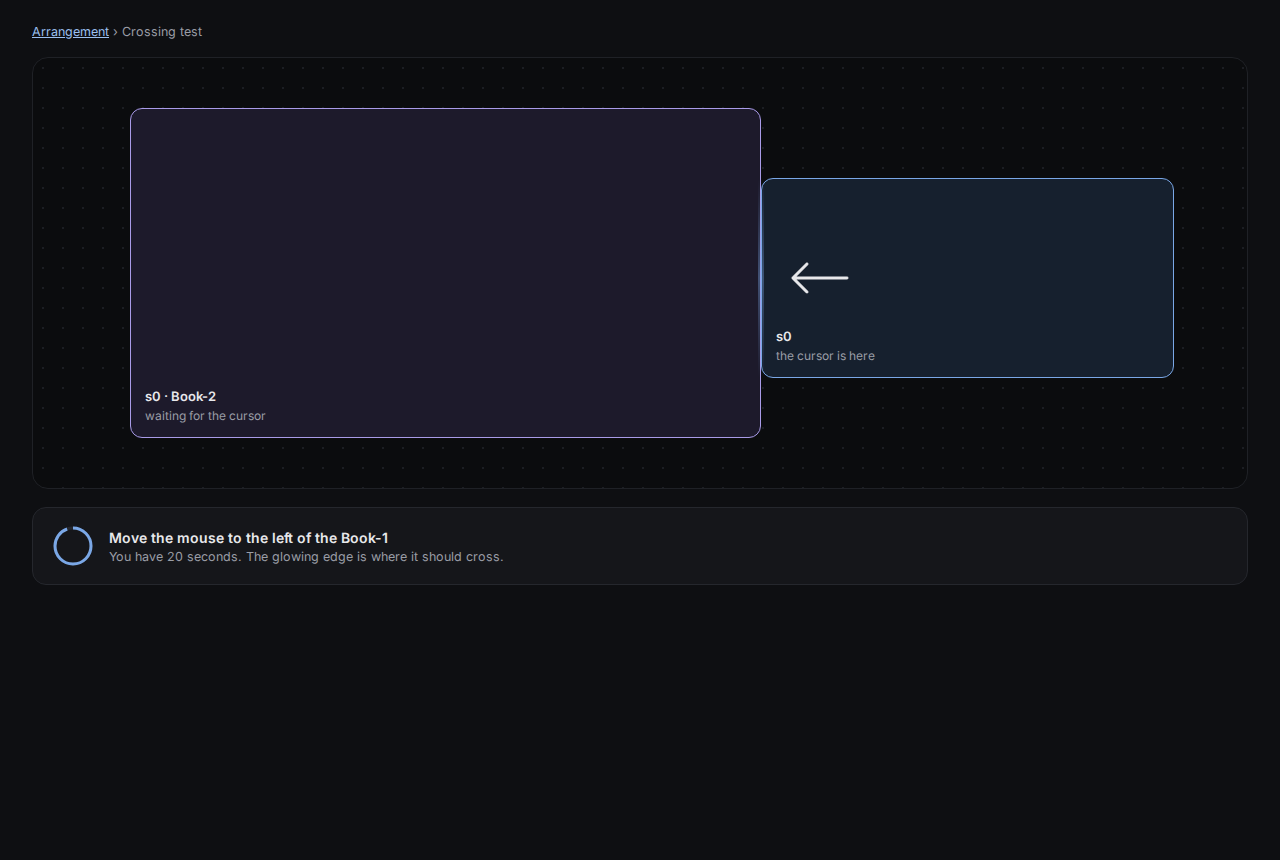 Arrangement › Crossing test
s0
the cursor is here
s0 · Book-2
waiting for the cursor
Move the mouse to the left of the Book-1
You have 20 seconds. The glowing edge is where it should cross.